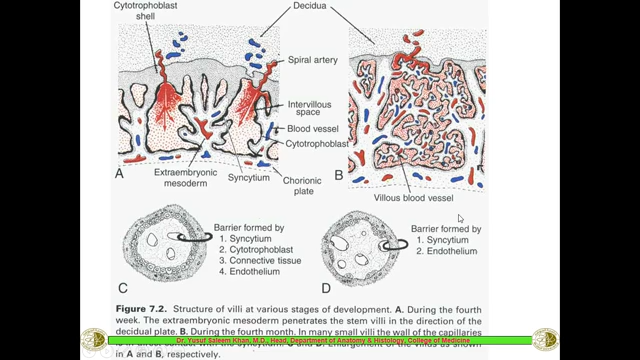 Cytotrophoblast
shell
Decidua
Spiral artery
Intervillous
space
Blood vessel
Cytotrophoblast
Extraembryonic
mesoderm
Syncytium
Chorionic
plate
A
B
Villous blood vessel
Barrier formed by
1. Syncytium
2. Cytotrophoblast
3. Connective tissue
4. Endothelium
Barrier formed by
1. Syncytium
2. Endothelium
C
D
Figure 7.2. Structure of villi at various stages of development. A. During the fourth
week. The extraembryonic mesoderm penetrates the stem villi in the direction of the
decidual plate. B. During the fourth month. In many small villi the wall of the capillaries
Dr. Yusuf Saleem Khan, M.D., Head, Department of Anatomy & Histology, College of Medicine
in A and B, respectively.